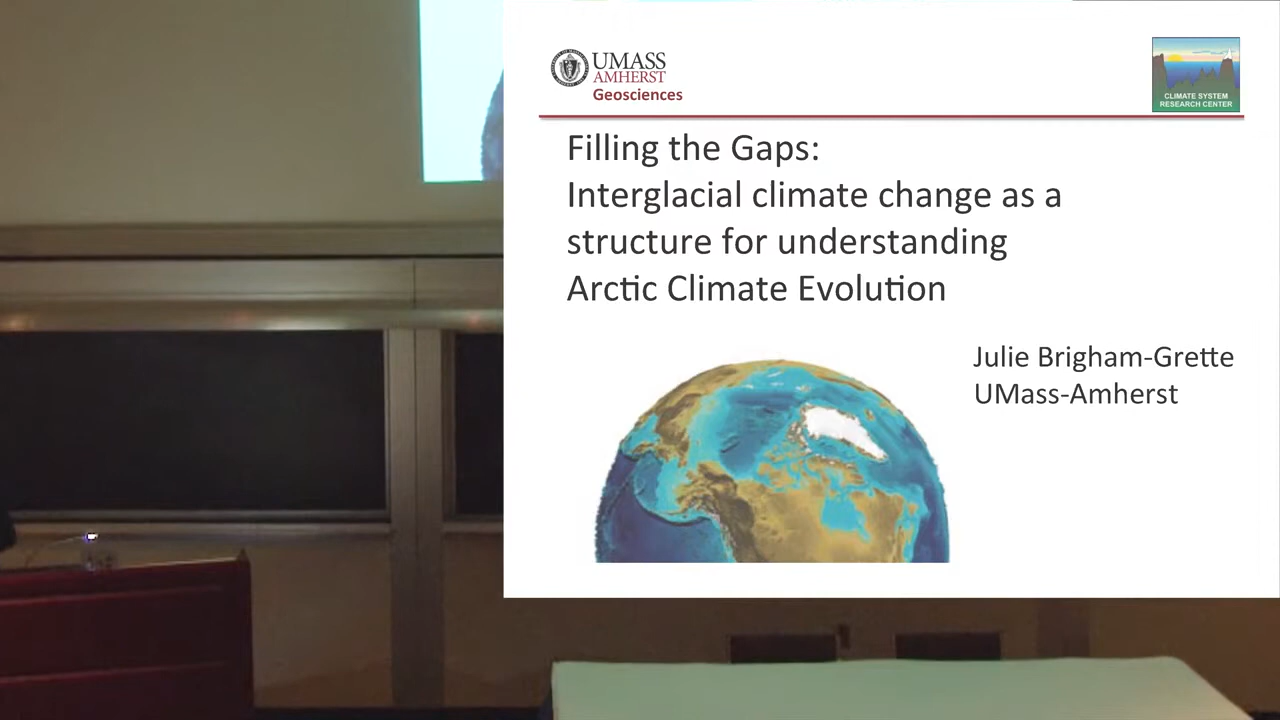 UMASS
AMHERST
Geosciences
CLIMATE SYSTEM
RESEARCH CENTER
Filling the Gaps:
Interglacial climate change as a
structure for understanding
Arctic Climate Evolution
Julie Brigham-Grette
UMass-Amherst